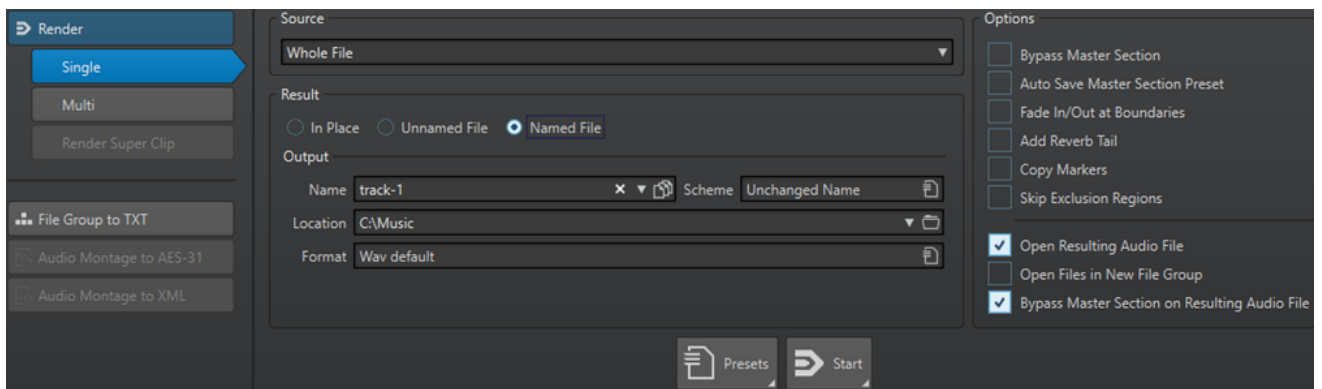 Render
Single
Multi
Render Super Clip
File Group to TXT
Audio Montage to AES-31
Audio Montage to XML
Source
Whole File
Result
In Place Unnamed File Named File
Output
Name track-1 Scheme Unchanged Name
Location C:\Music
Format Wav default
Options
Bypass Master Section
Auto Save Master Section Preset
Fade In/Out at Boundaries
Add Reverb Tail
Copy Markers
Skip Exclusion Regions
Open Resulting Audio File
Open Files in New File Group
Bypass Master Section on Resulting Audio File
Presets Start